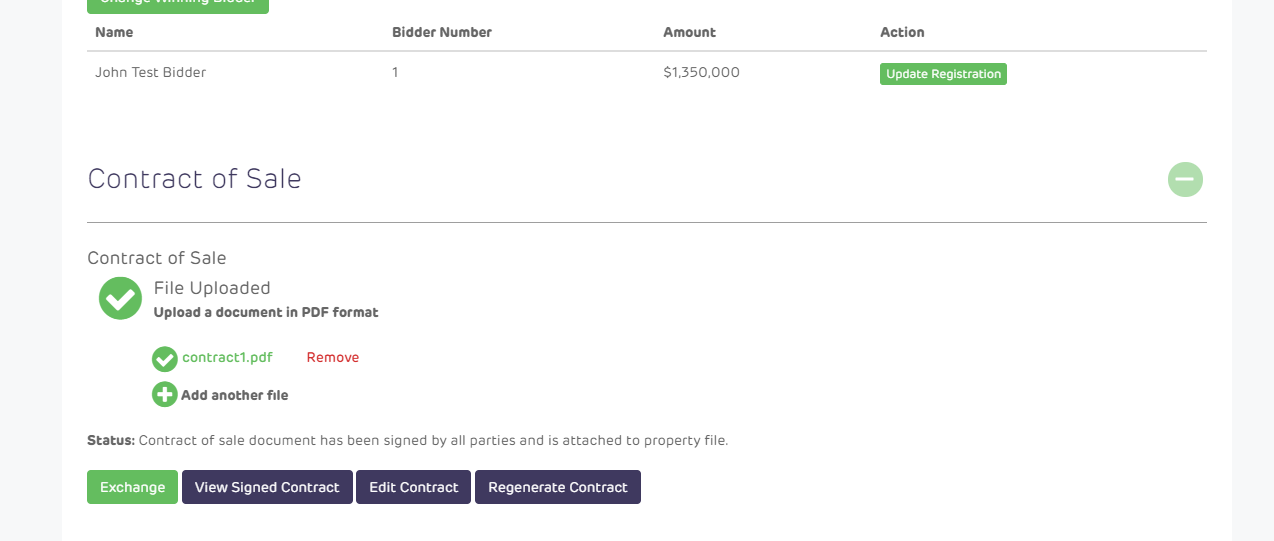 Change Winning Bidder
Name Bidder Number Amount Action
John Test Bidder 1 $1,350,000 Update Registration
Contract of Sale
Contract of Sale
File Uploaded
Upload a document in PDF format
contract1.pdf Remove
Add another file
Status: Contract of sale document has been signed by all parties and is attached to property file.
Exchange View Signed Contract Edit Contract Regenerate Contract